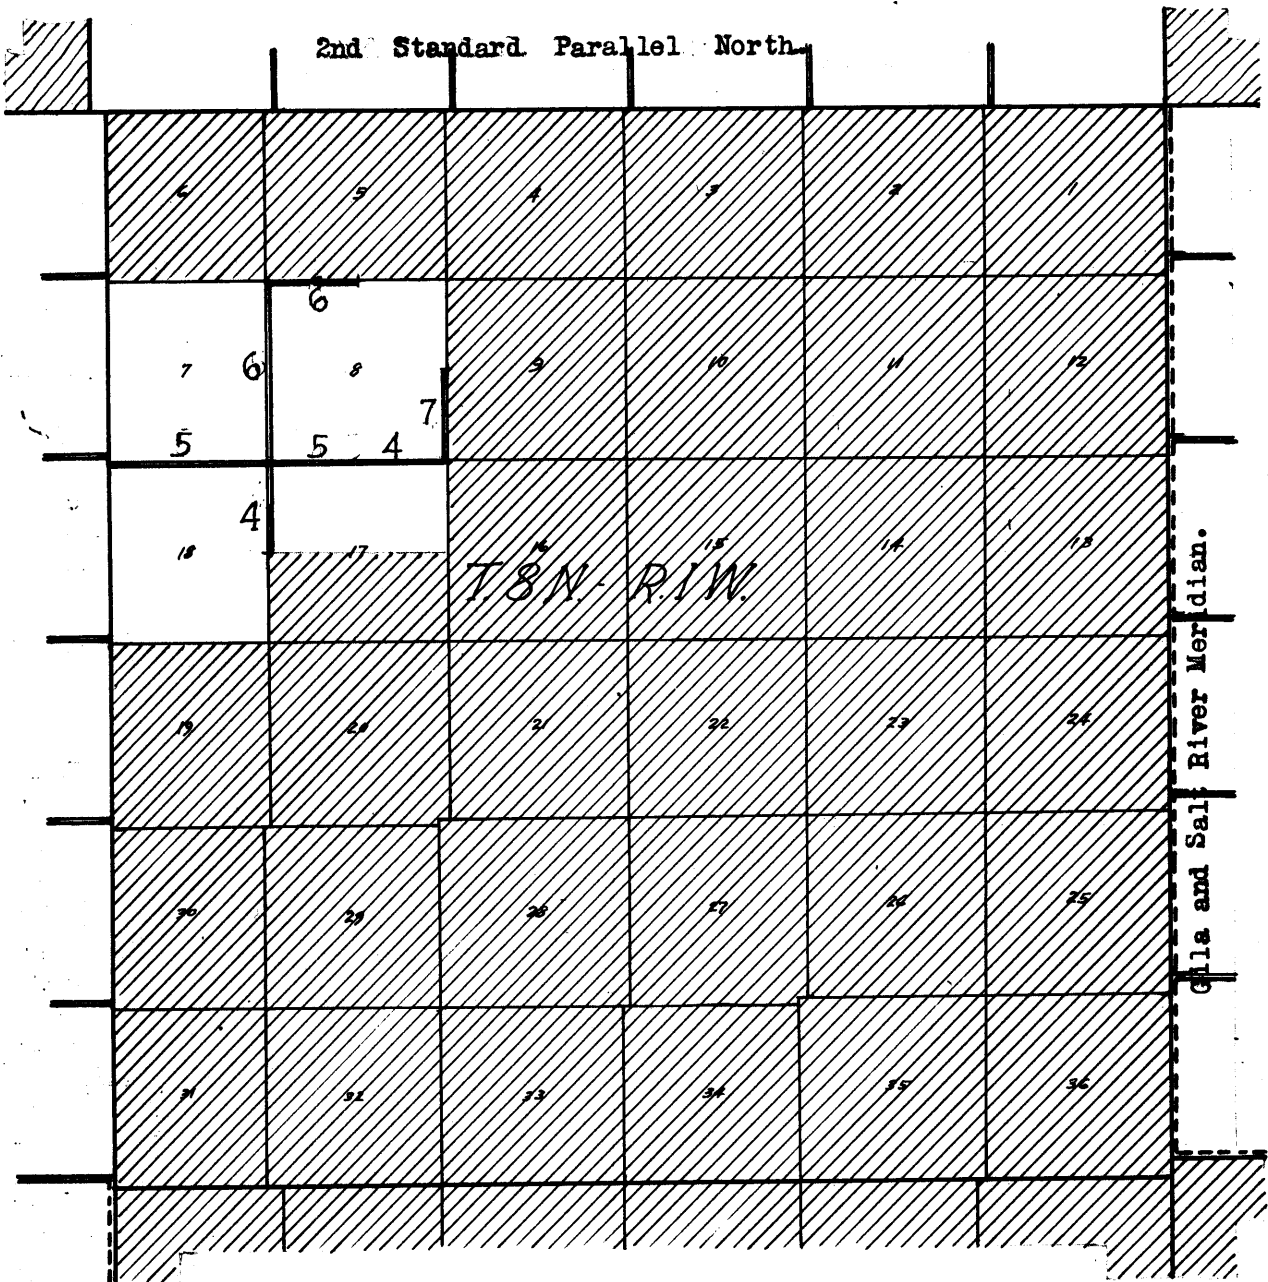 2nd Standard Parallel North.
6 5 4 3 2 1
6
7 6 8 9 10 11 12
7
5 5 4
4
18 17 16 15 14 13
T.8N. R.1W.
19 20 21 22 23 24
30 29 28 27 26 25
31 32 33 34 35 36
Gila and Salt River Meridian.